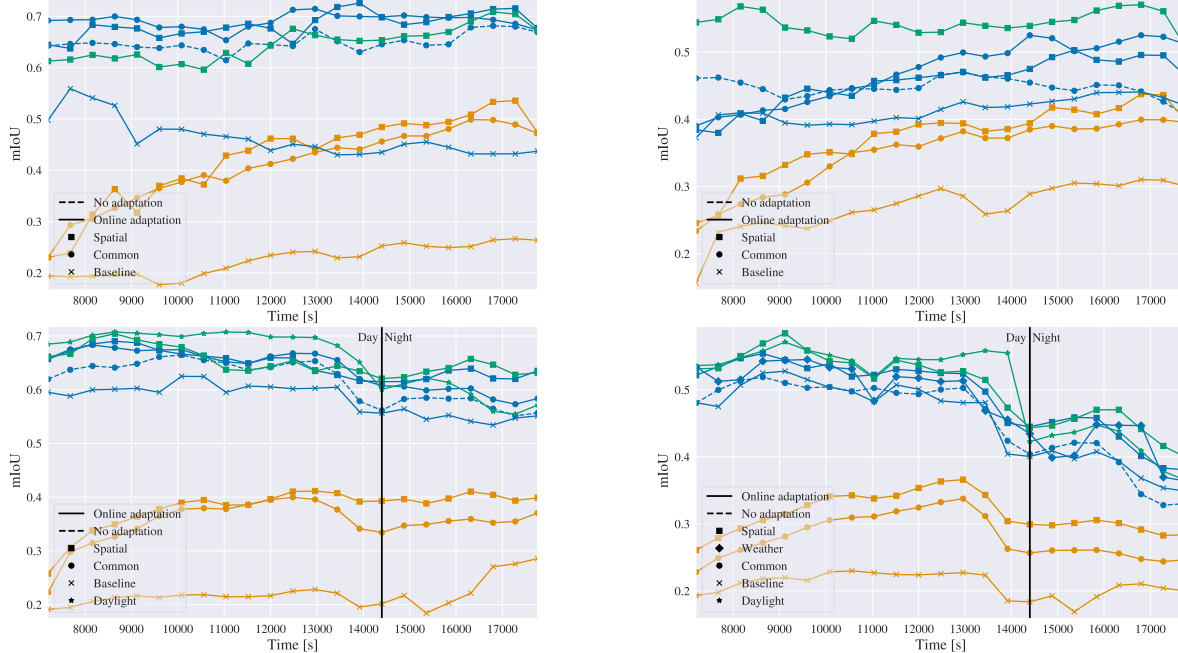 0.7
0.6
0.5
0.4
0.3
0.2
mIoU
No adaptation
Online adaptation
Spatial
Common
Baseline
8000 9000 10000 11000 12000 13000 14000 15000 16000 17000
Time [s]
0.5
0.4
0.3
0.2
mIoU
No adaptation
Online adaptation
Spatial
Common
Baseline
8000 9000 10000 11000 12000 13000 14000 15000 16000 17000
Time [s]
0.7
0.6
0.5
0.4
0.3
0.2
mIoU
Day Night
Online adaptation
No adaptation
Spatial
Common
Baseline
Daylight
8000 9000 10000 11000 12000 13000 14000 15000 16000 17000
Time [s]
0.5
0.4
0.3
0.2
mIoU
Day Night
Online adaptation
No adaptation
Spatial
Weather
Common
Baseline
Daylight
8000 9000 10000 11000 12000 13000 14000 15000 16000 17000
Time [s]